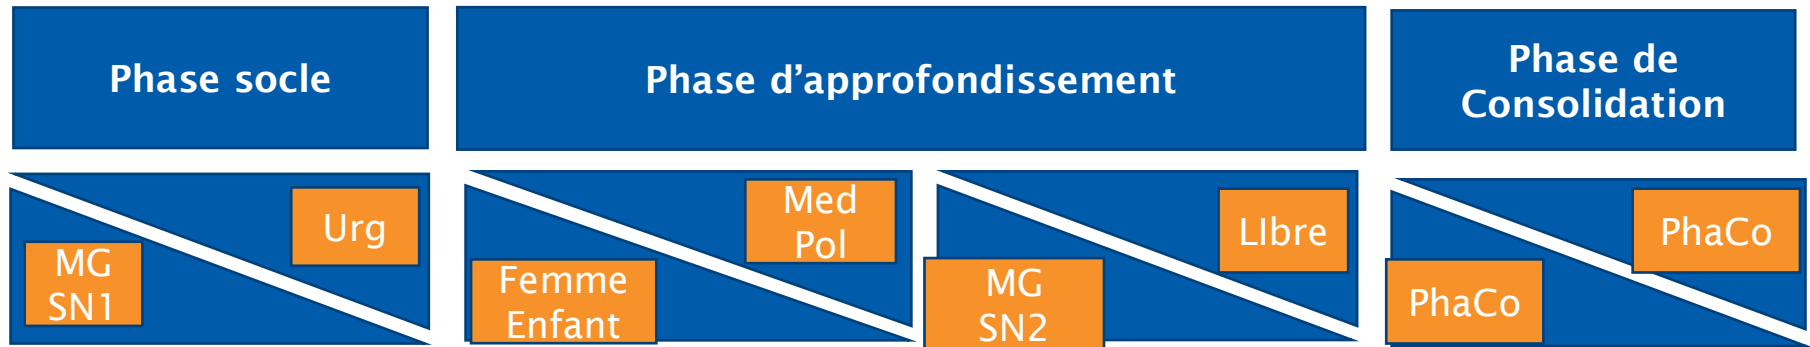 Phase socle
Phase d’approfondissement
Phase de
Consolidation
MG
SN1
Urg
Femme
Enfant
Med
Pol
MG
SN2
LIbre
PhaCo
PhaCo